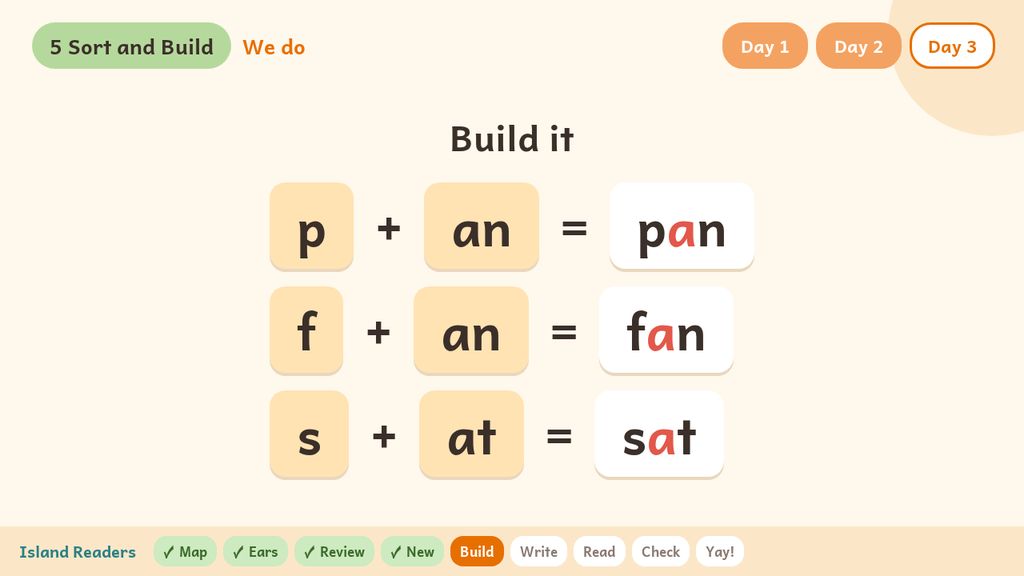 5 Sort and Build We do Day 1 Day 2 Day 3
Build it
p + an = pan
f + an = fan
s + at = sat
Island Readers ✓ Map ✓ Ears ✓ Review ✓ New Build Write Read Check Yay!